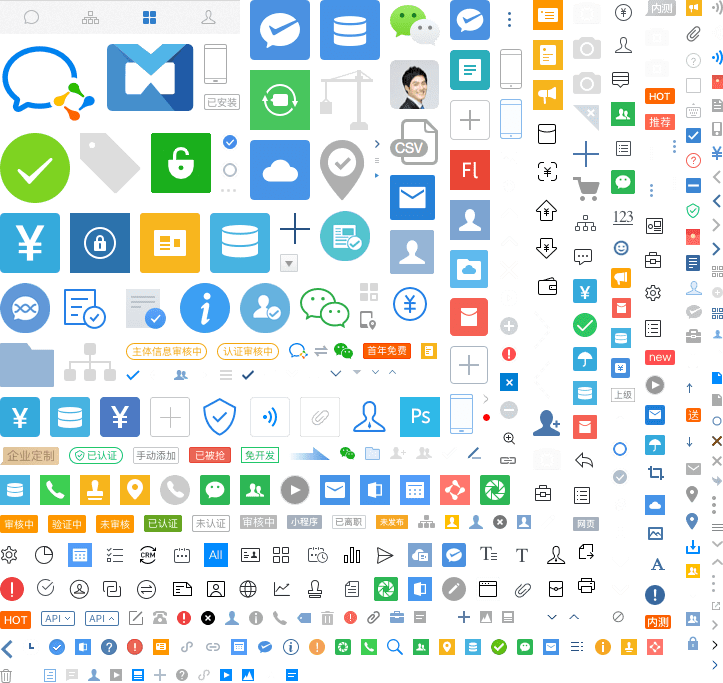 内测
已安装
HOT
推荐
CSV
Fl
123
主体信息审核中
认证审核中
首年免费
new
上级
Ps
送
企业定制
已认证
手动添加
已被抢
免开发
审核中
验证中
未审核
已认证
未认证
审核中
小程序
已离职
未发布
网页
CRM
All
T
T
A
HOT
API
API
内测